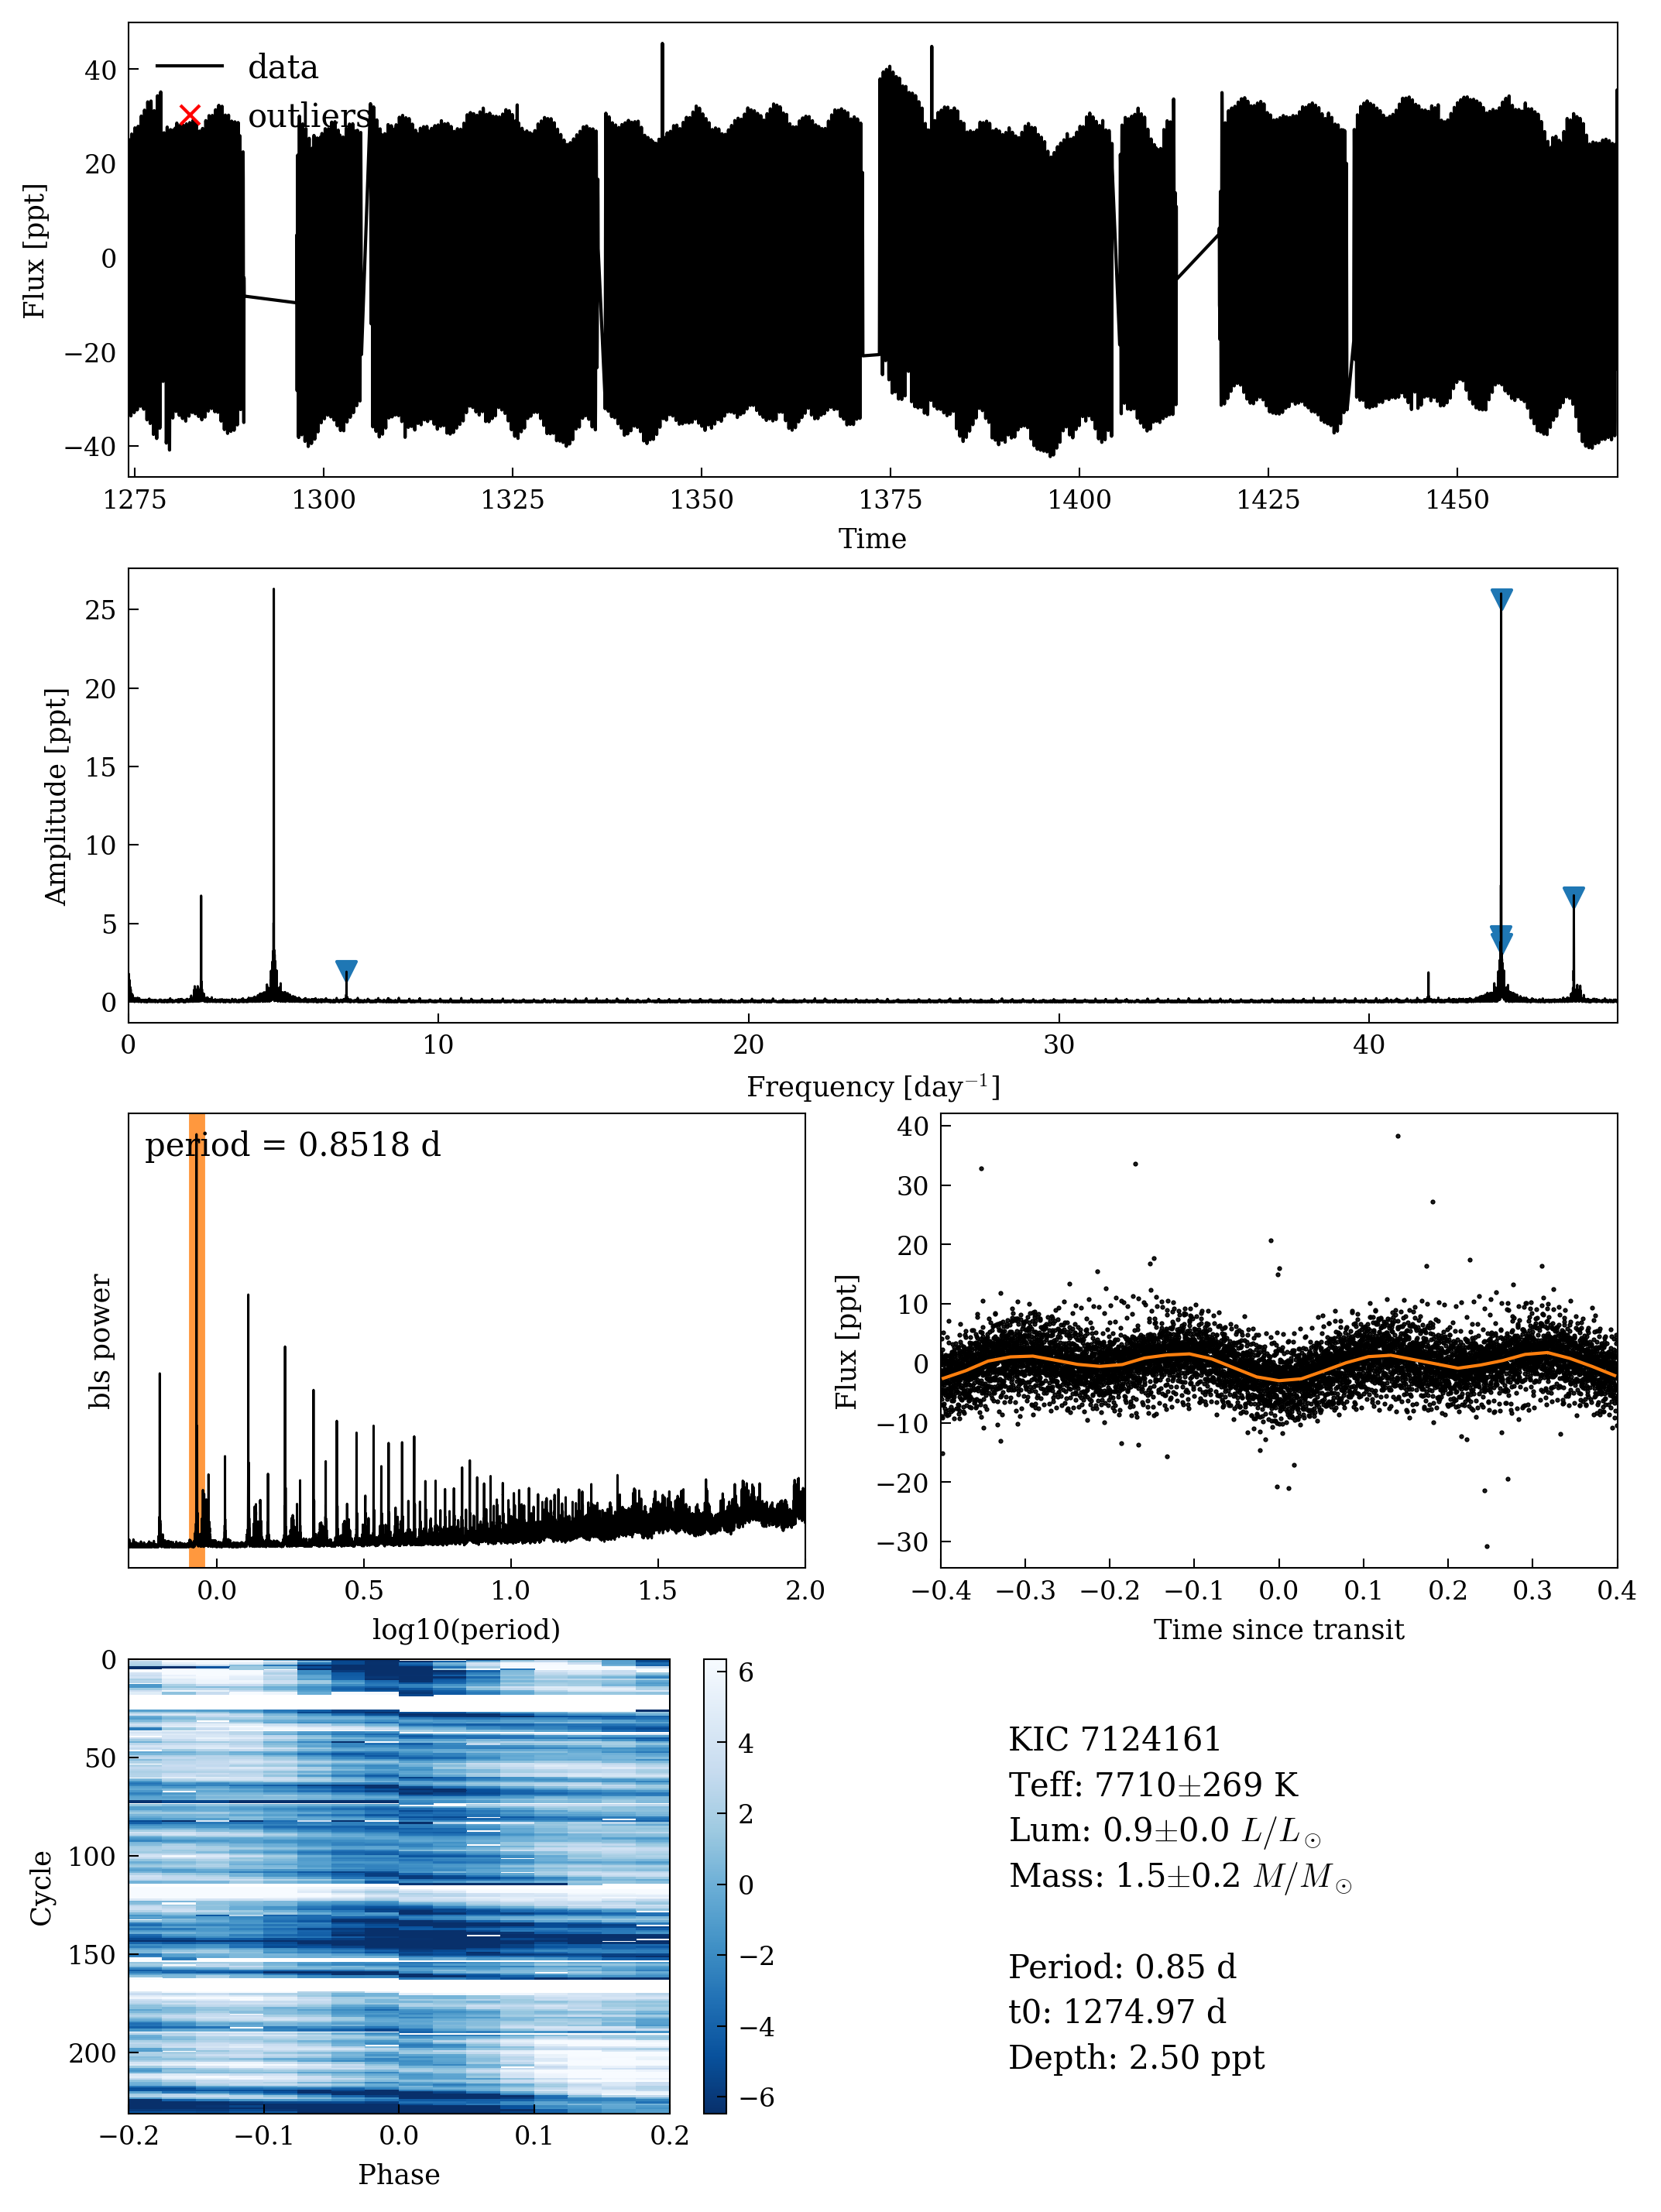 data
outliers
40
20
0
−20
−40
Flux [ppt]
1275 1300 1325 1350 1375 1400 1425 1450
Time
25
20
15
10
5
0
Amplitude [ppt]
0 10 20 30 40
Frequency [day⁻¹]
period = 0.8518 d
bls power
0.0 0.5 1.0 1.5 2.0
log10(period)
40
30
20
10
0
−10
−20
−30
Flux [ppt]
−0.4 −0.3 −0.2 −0.1 0.0 0.1 0.2 0.3 0.4
Time since transit
0
50
100
150
200
Cycle
−0.2 −0.1 0.0 0.1 0.2
Phase
6
4
2
0
−2
−4
−6
KIC 7124161
Teff: 7710±269 K
Lum: 0.9±0.0 L/L☉
Mass: 1.5±0.2 M/M☉
Period: 0.85 d
t0: 1274.97 d
Depth: 2.50 ppt